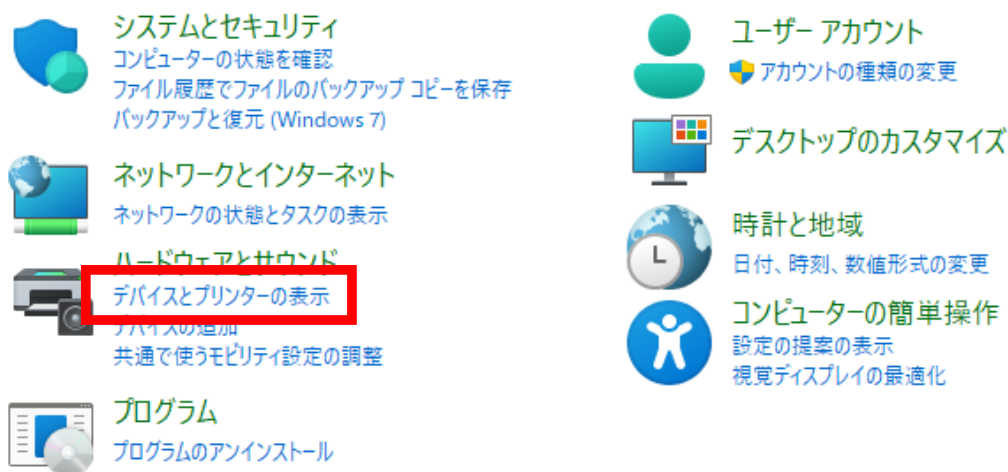 システムとセキュリティ
コンピューターの状態を確認
ファイル履歴でファイルのバックアップ コピーを保存
バックアップと復元 (Windows 7)
ネットワークとインターネット
ネットワークの状態とタスクの表示
ハードウェアとサウンド
デバイスとプリンターの表示
デバイスの追加
共通で使うモビリティ設定の調整
プログラム
プログラムのアンインストール
ユーザー アカウント
アカウントの種類の変更
デスクトップのカスタマイズ
時計と地域
日付、時刻、数値形式の変更
コンピューターの簡単操作
設定の提案の表示
視覚ディスプレイの最適化